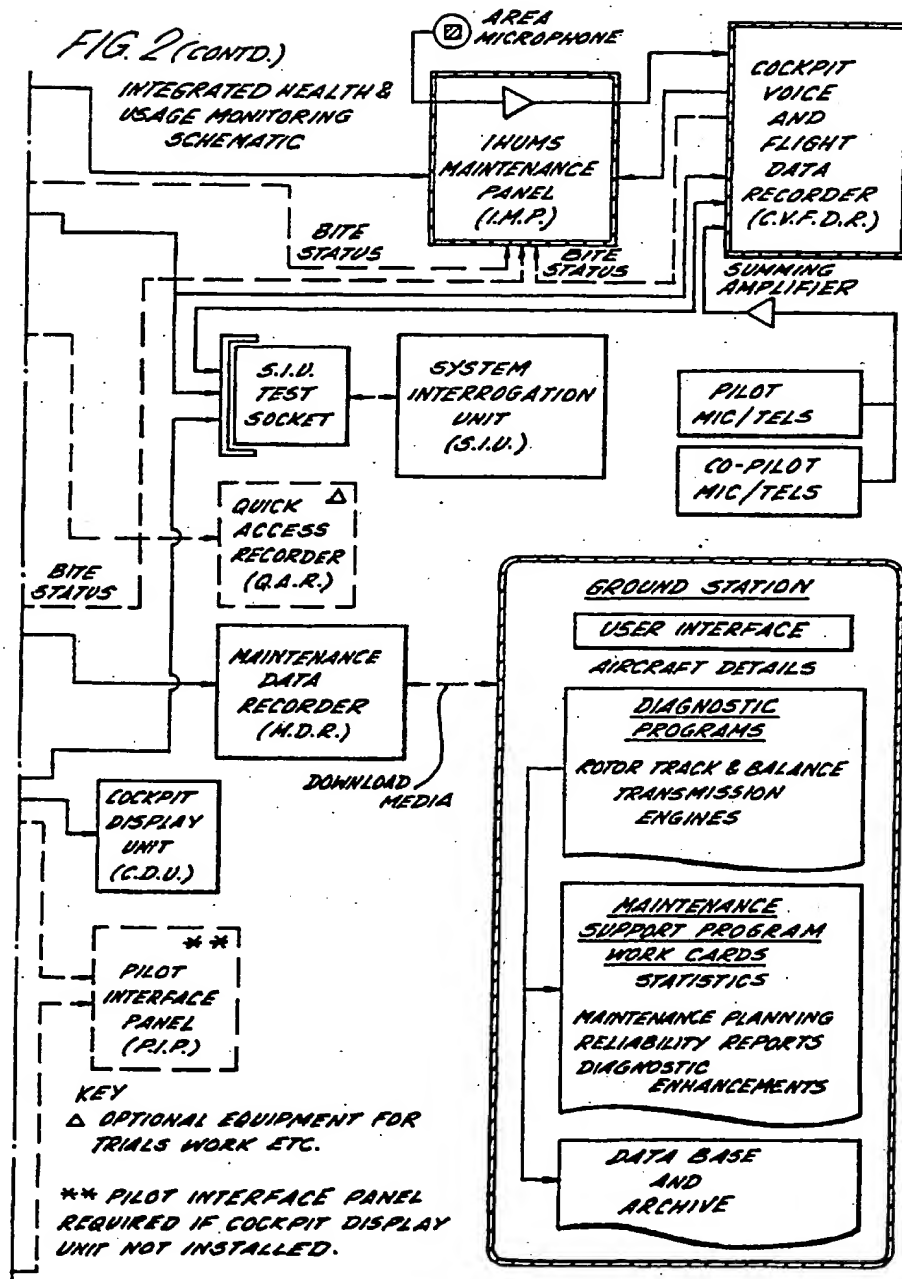 FIG. 2 (CONTD.)
INTEGRATED HEALTH &
USAGE MONITORING
SCHEMATIC
AREA
MICROPHONE
IHUMS
MAINTENANCE
PANEL
(I.M.P.)
COCKPIT
VOICE
AND
FLIGHT
DATA
RECORDER
(C.V.F.D.R.)
BITE
STATUS
BITE
STATUS
SUMMING
AMPLIFIER
S.I.U.
TEST
SOCKET
SYSTEM
INTERROGATION
UNIT
(S.I.U.)
PILOT
MIC/TELS
CO-PILOT
MIC/TELS
QUICK Δ
ACCESS
RECORDER
(Q.A.R.)
BITE
STATUS
MAINTENANCE
DATA
RECORDER
(M.D.R.)
DOWNLOAD
MEDIA
COCKPIT
DISPLAY
UNIT
(C.D.U.)
**
PILOT
INTERFACE
PANEL
(P.I.P.)
KEY
Δ OPTIONAL EQUIPMENT FOR
TRIALS WORK ETC.
** PILOT INTERFACE PANEL
REQUIRED IF COCKPIT DISPLAY
UNIT NOT INSTALLED.
GROUND STATION
USER INTERFACE
AIRCRAFT DETAILS
DIAGNOSTIC
PROGRAMS
ROTOR TRACK & BALANCE
TRANSMISSION
ENGINES
MAINTENANCE
SUPPORT PROGRAM
WORK CARDS
STATISTICS
MAINTENANCE PLANNING
RELIABILITY REPORTS
DIAGNOSTIC
ENHANCEMENTS
DATA BASE
AND
ARCHIVE